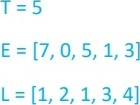 T = 5
E = [7, 0, 5, 1, 3]
L = [1, 2, 1, 3, 4]